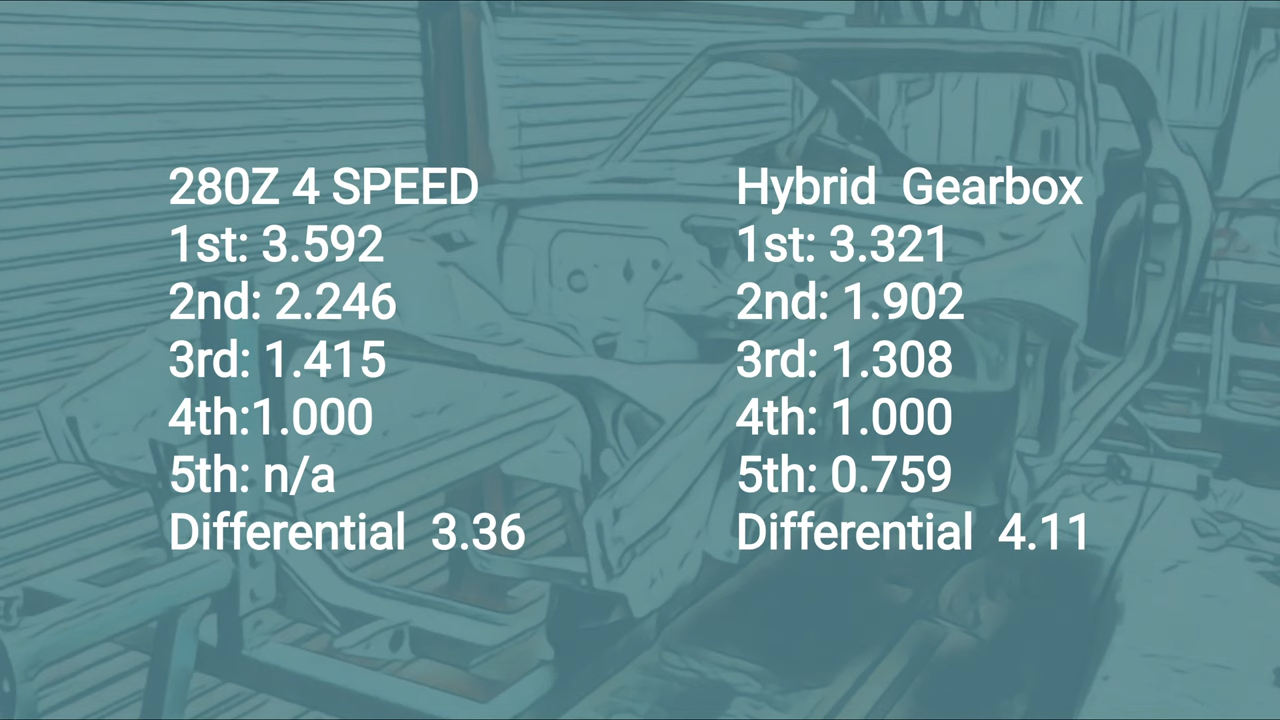 280Z 4 SPEED
1st: 3.592
2nd: 2.246
3rd: 1.415
4th:1.000
5th: n/a
Differential 3.36
Hybrid Gearbox
1st: 3.321
2nd: 1.902
3rd: 1.308
4th: 1.000
5th: 0.759
Differential 4.11